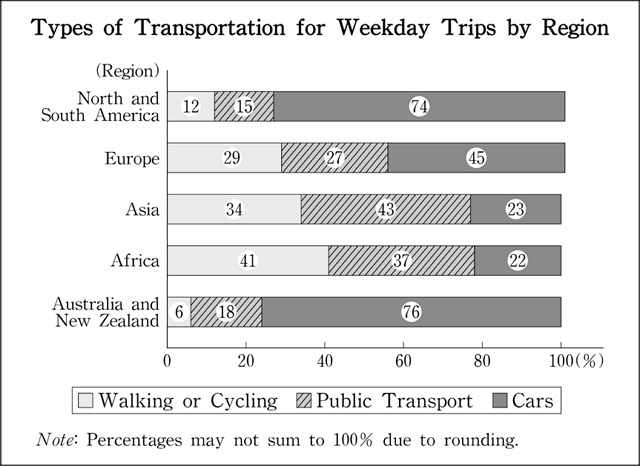 Types of Transportation for Weekday Trips by Region
(Region)
North and
South America
12 15 74
Europe
29 27 45
Asia
34 43 23
Africa
41 37 22
Australia and
New Zealand
6 18 76
0 20 40 60 80 100(%)
Walking or Cycling Public Transport Cars
Note: Percentages may not sum to 100% due to rounding.